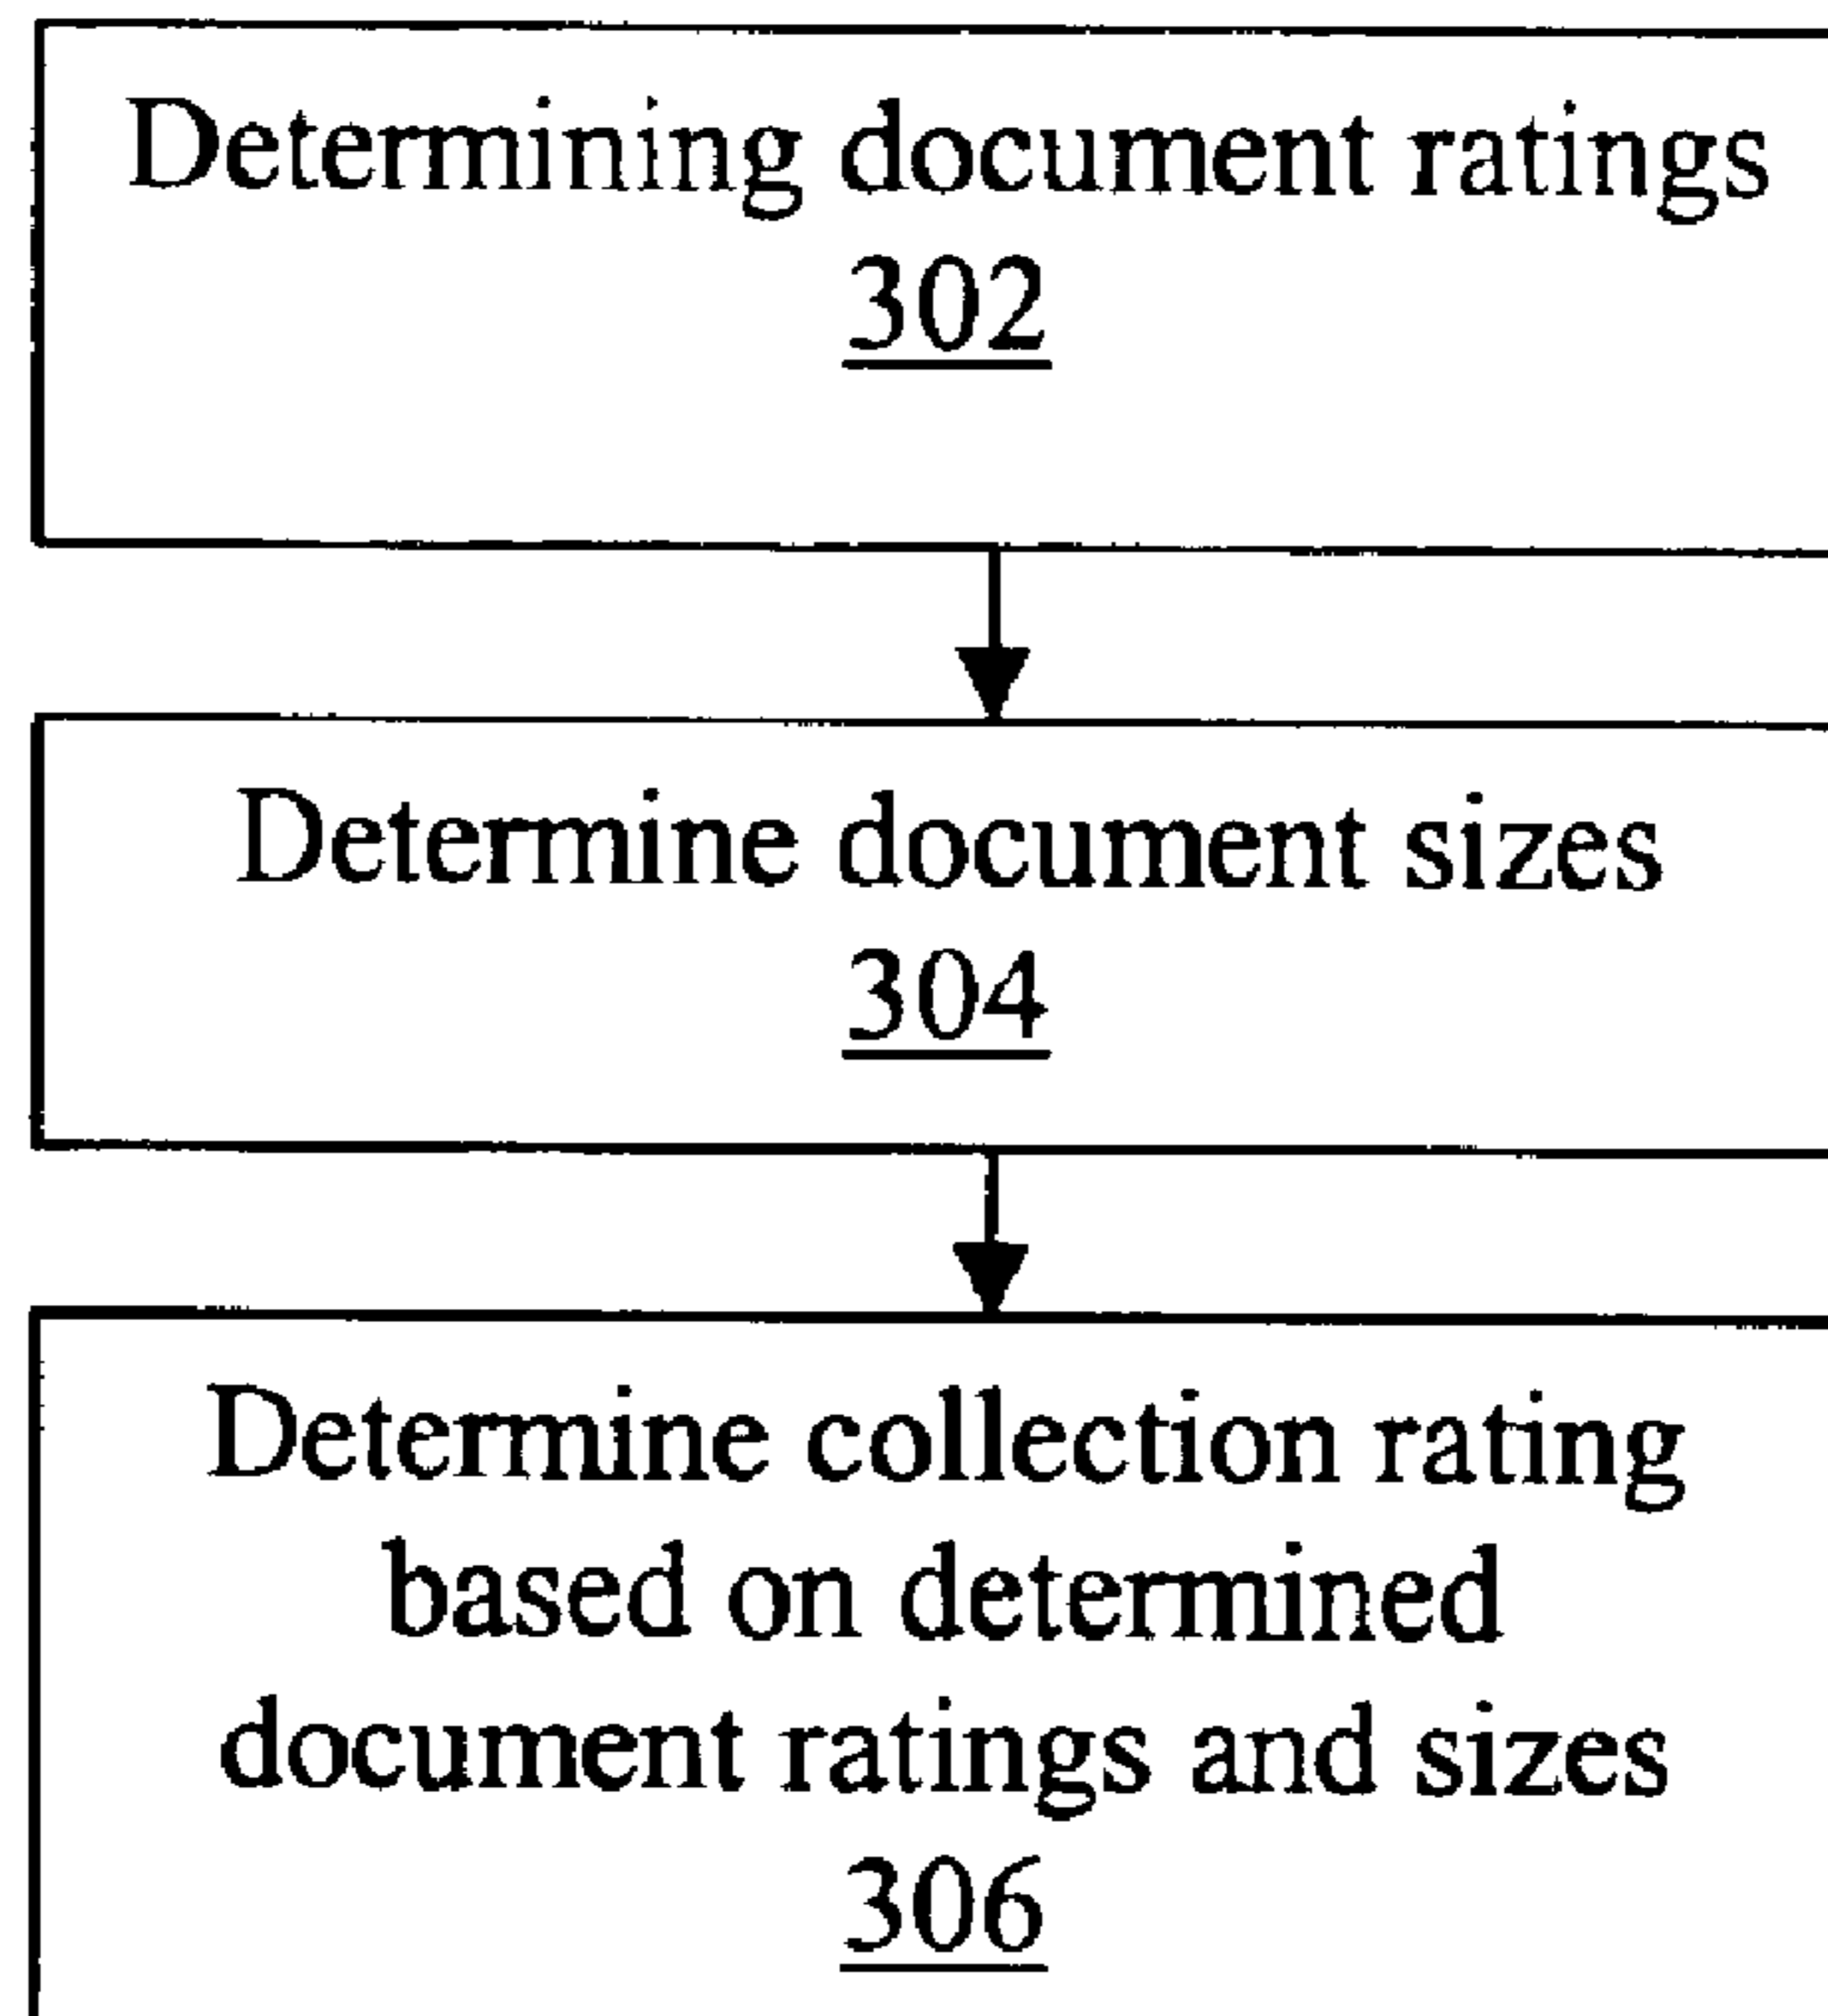 Determining document ratings
302
Determine document sizes
304
Determine collection rating
based on determined
document ratings and sizes
306